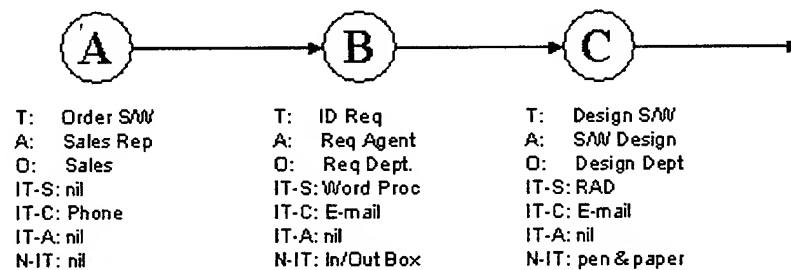 A B C
T: Order S/W
A: Sales Rep
O: Sales
IT-S: nil
IT-C: Phone
IT-A: nil
N-IT: nil
T: ID Req
A: Req Agent
O: Req Dept.
IT-S: Word Proc
IT-C: E-mail
IT-A: nil
N-IT: In/Out Box
T: Design S/W
A: S/W Design
O: Design Dept
IT-S: RAD
IT-C: E-mail
IT-A: nil
N-IT: pen & paper